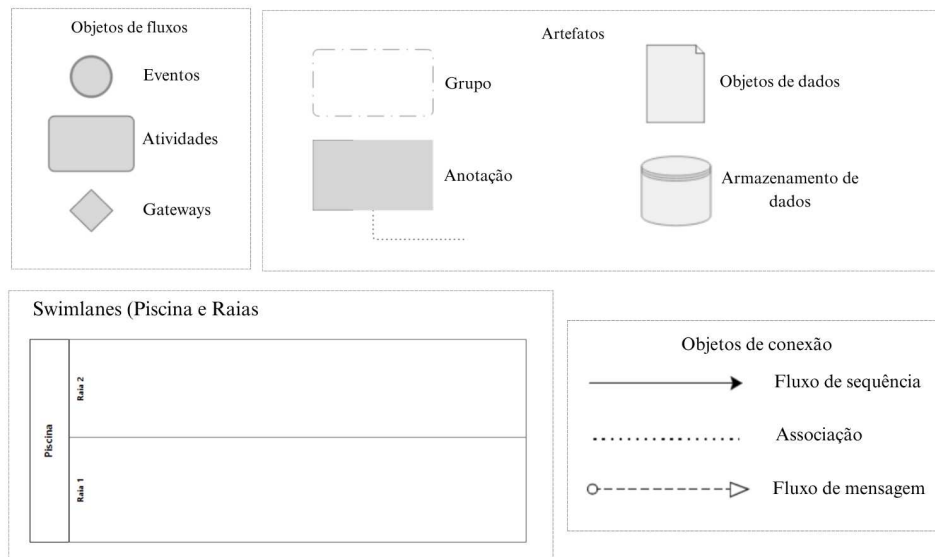 Objetos de fluxos
Eventos
Atividades
Gateways
Artefatos
Grupo
Anotação
Objetos de dados
Armazenamento de
dados
Swimlanes (Piscina e Raias
Piscina
Raia 2
Raia 1
Objetos de conexão
Fluxo de sequência
Associação
Fluxo de mensagem